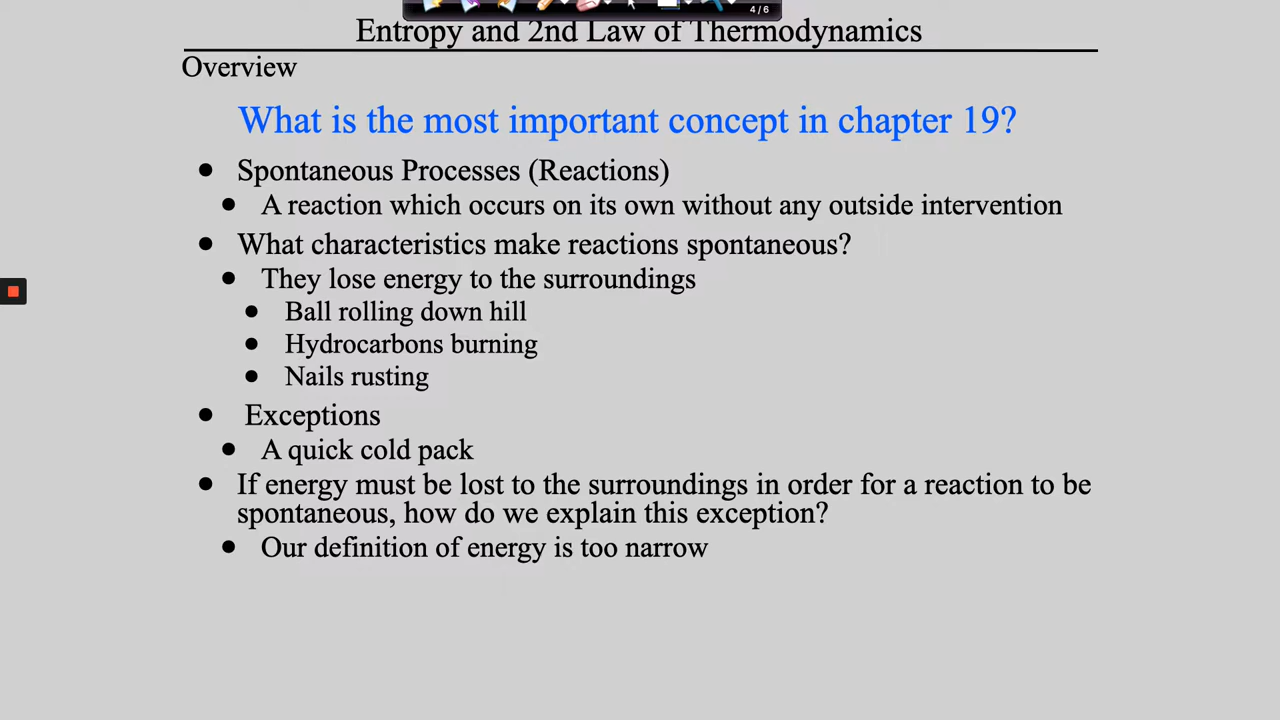 4/6
Entropy and 2nd Law of Thermodynamics
Overview
What is the most important concept in chapter 19?
● Spontaneous Processes (Reactions)
● A reaction which occurs on its own without any outside intervention
● What characteristics make reactions spontaneous?
● They lose energy to the surroundings
● Ball rolling down hill
● Hydrocarbons burning
● Nails rusting
● Exceptions
● A quick cold pack
● If energy must be lost to the surroundings in order for a reaction to be
spontaneous, how do we explain this exception?
● Our definition of energy is too narrow